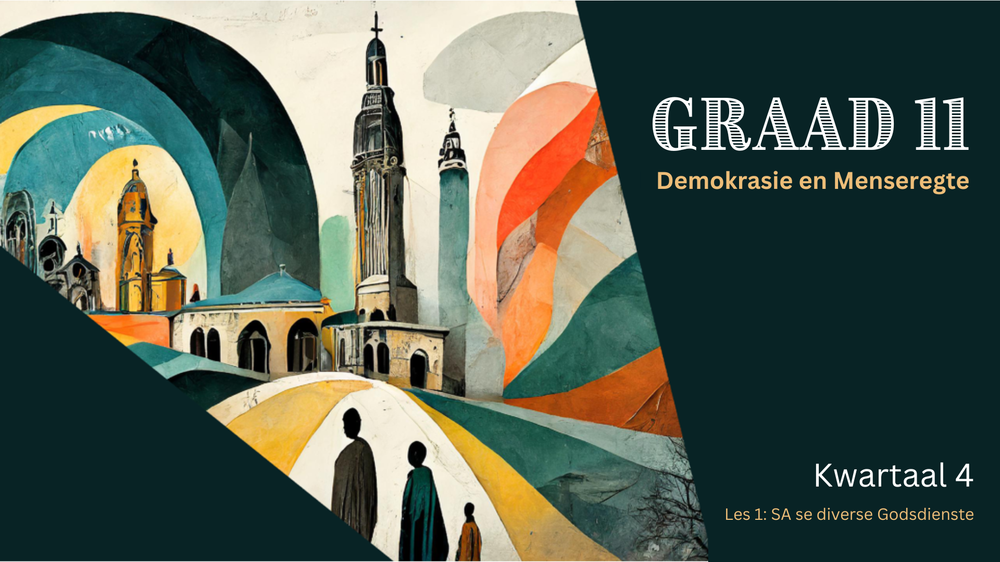 GRAAD 11
Demokrasie en Menseregte
Kwartaal 4
Les 1: SA se diverse Godsdienste